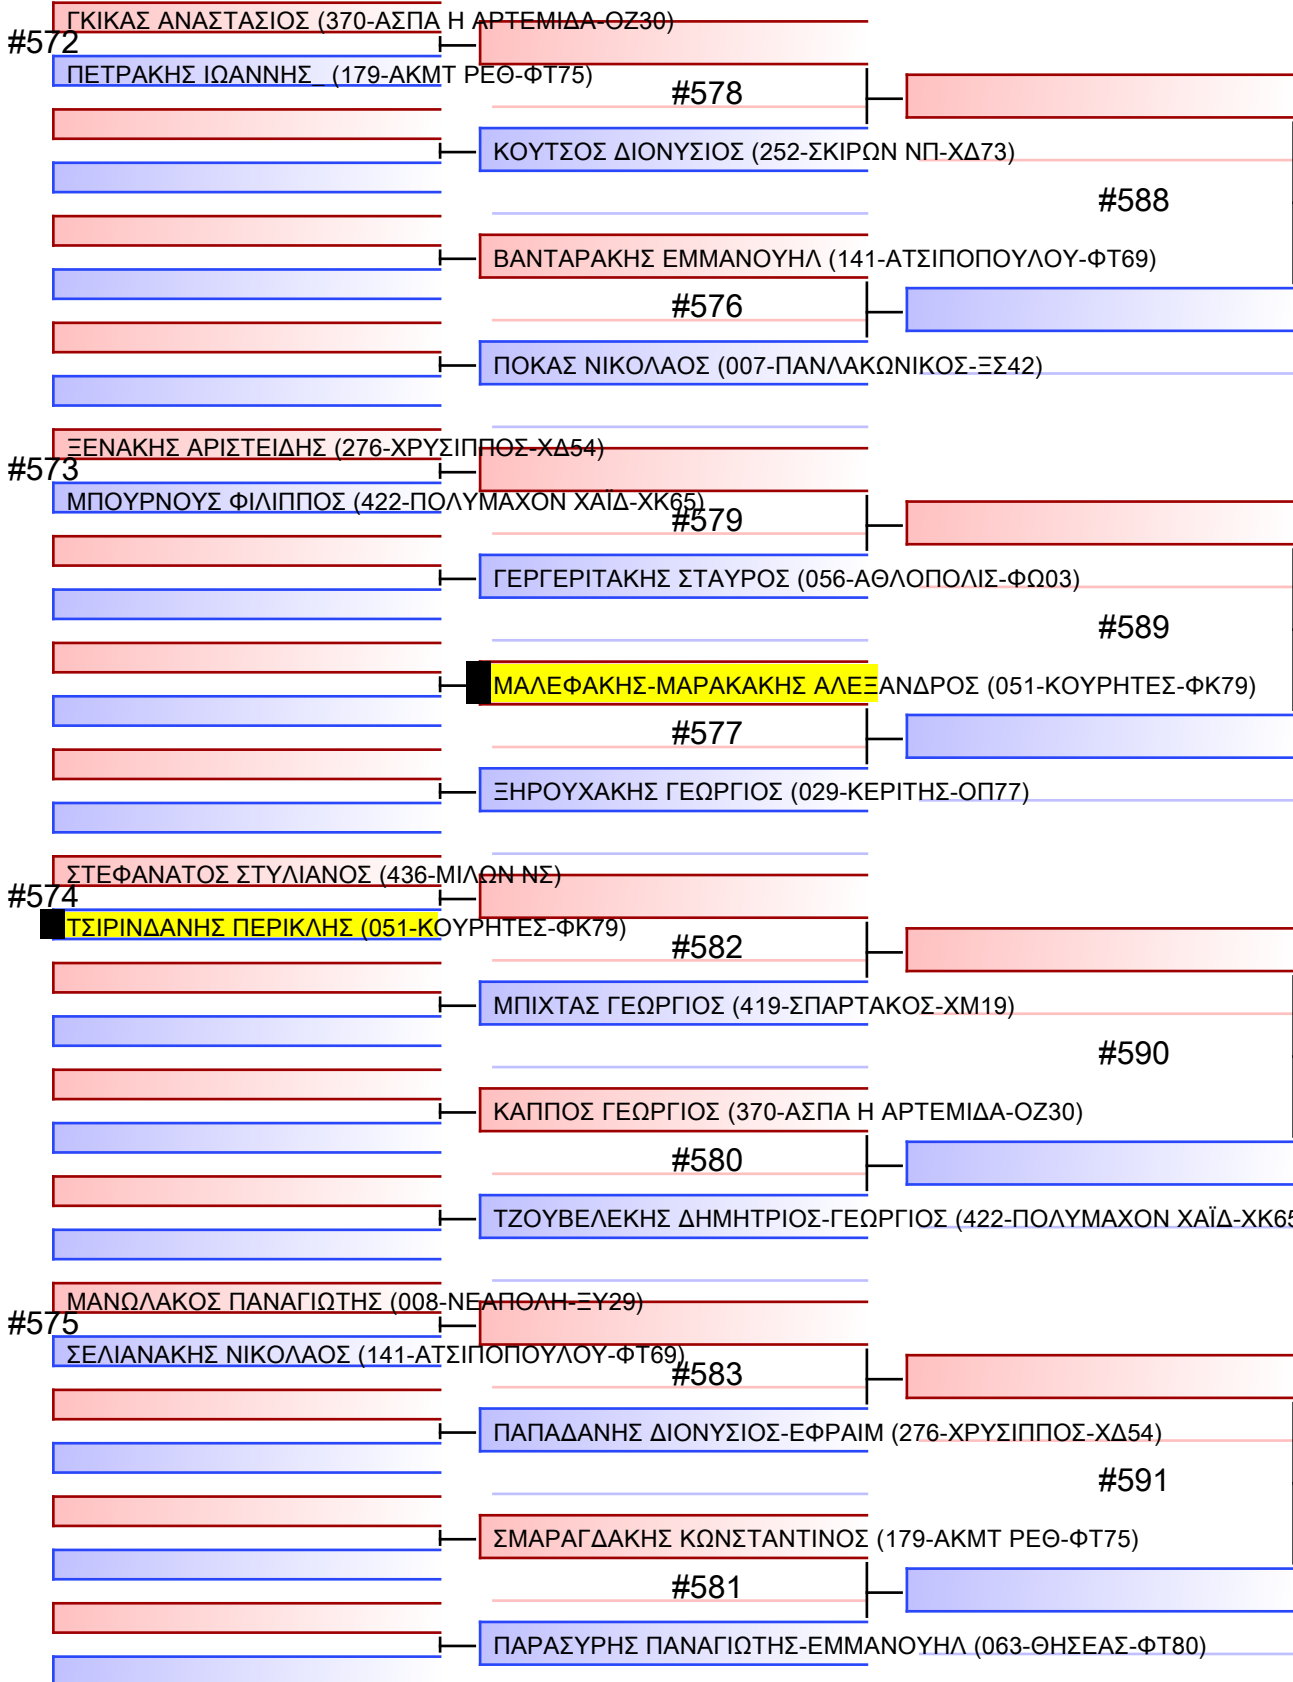 ΓΚΙΚΑΣ ΑΝΑΣΤΑΣΙΟΣ (370-ΑΣΠΑ Η ΑΡΤΕΜΙΔΑ-ΟΖ30)
#572
ΠΕΤΡΑΚΗΣ ΙΩΑΝΝΗΣ_ (179-ΑΚΜΤ ΡΕΘ-ΦΤ75)
#578
ΚΟΥΤΣΟΣ ΔΙΟΝΥΣΙΟΣ (252-ΣΚΙΡΩΝ ΝΠ-ΧΔ73)
#588
ΒΑΝΤΑΡΑΚΗΣ ΕΜΜΑΝΟΥΗΛ (141-ΑΤΣΙΠΟΠΟΥΛΟΥ-ΦΤ69)
#576
ΠΟΚΑΣ ΝΙΚΟΛΑΟΣ (007-ΠΑΝΛΑΚΩΝΙΚΟΣ-ΞΣ42)
ΞΕΝΑΚΗΣ ΑΡΙΣΤΕΙΔΗΣ (276-ΧΡΥΣΙΠΠΟΣ-ΧΔ54)
#573
ΜΠΟΥΡΝΟΥΣ ΦΙΛΙΠΠΟΣ (422-ΠΟΛΥΜΑΧΟΝ ΧΑΪΔ-ΧΚ65)
#579
ΓΕΡΓΕΡΙΤΑΚΗΣ ΣΤΑΥΡΟΣ (056-ΑΘΛΟΠΟΛΙΣ-ΦΩ03)
#589
ΜΑΛΕΦΑΚΗΣ-ΜΑΡΑΚΑΚΗΣ ΑΛΕΞΑΝΔΡΟΣ (051-ΚΟΥΡΗΤΕΣ-ΦΚ79)
#577
ΞΗΡΟΥΧΑΚΗΣ ΓΕΩΡΓΙΟΣ (029-ΚΕΡΙΤΗΣ-ΟΠ77)
ΣΤΕΦΑΝΑΤΟΣ ΣΤΥΛΙΑΝΟΣ (436-ΜΙΛΩΝ ΝΣ)
#574
ΤΣΙΡΙΝΔΑΝΗΣ ΠΕΡΙΚΛΗΣ (051-ΚΟΥΡΗΤΕΣ-ΦΚ79)
#582
ΜΠΙΧΤΑΣ ΓΕΩΡΓΙΟΣ (419-ΣΠΑΡΤΑΚΟΣ-ΧΜ19)
#590
ΚΑΠΠΟΣ ΓΕΩΡΓΙΟΣ (370-ΑΣΠΑ Η ΑΡΤΕΜΙΔΑ-ΟΖ30)
#580
ΤΖΟΥΒΕΛΕΚΗΣ ΔΗΜΗΤΡΙΟΣ-ΓΕΩΡΓΙΟΣ (422-ΠΟΛΥΜΑΧΟΝ ΧΑΪΔ-ΧΚ65
ΜΑΝΩΛΑΚΟΣ ΠΑΝΑΓΙΩΤΗΣ (008-ΝΕΑΠΟΛΗ-ΞΥ29)
#575
ΣΕΛΙΑΝΑΚΗΣ ΝΙΚΟΛΑΟΣ (141-ΑΤΣΙΠΟΠΟΥΛΟΥ-ΦΤ69)
#583
ΠΑΠΑΔΑΝΗΣ ΔΙΟΝΥΣΙΟΣ-ΕΦΡΑΙΜ (276-ΧΡΥΣΙΠΠΟΣ-ΧΔ54)
#591
ΣΜΑΡΑΓΔΑΚΗΣ ΚΩΝΣΤΑΝΤΙΝΟΣ (179-ΑΚΜΤ ΡΕΘ-ΦΤ75)
#581
ΠΑΡΑΣΥΡΗΣ ΠΑΝΑΓΙΩΤΗΣ-ΕΜΜΑΝΟΥΗΛ (063-ΘΗΣΕΑΣ-ΦΤ80)